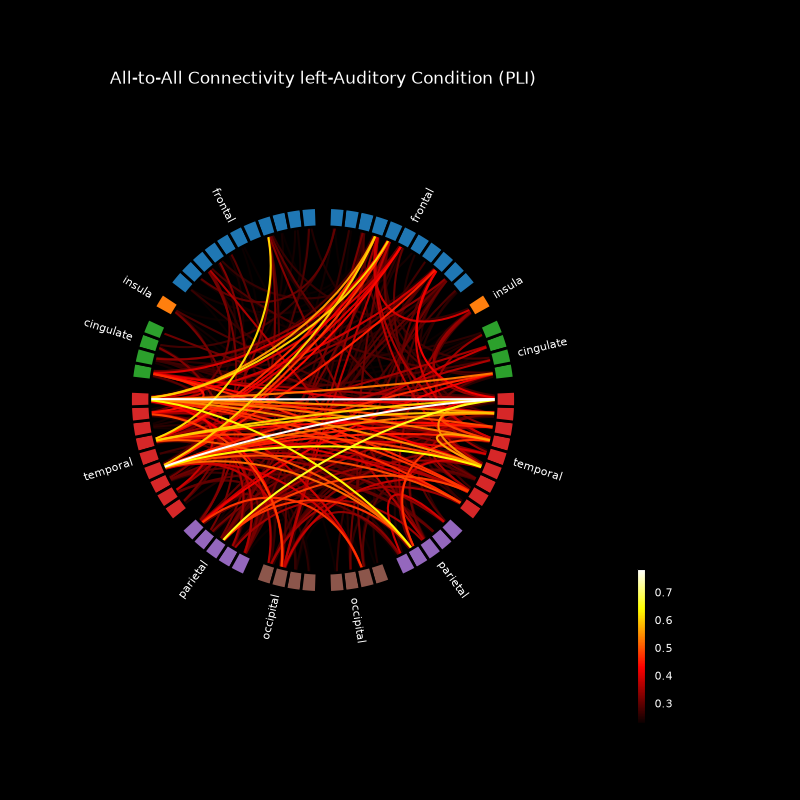 All-to-All Connectivity left-Auditory Condition (PLI)
frontal
frontal
insula
insula
cingulate
cingulate
temporal
temporal
parietal
parietal
occipital
occipital
0.7
0.6
0.5
0.4
0.3